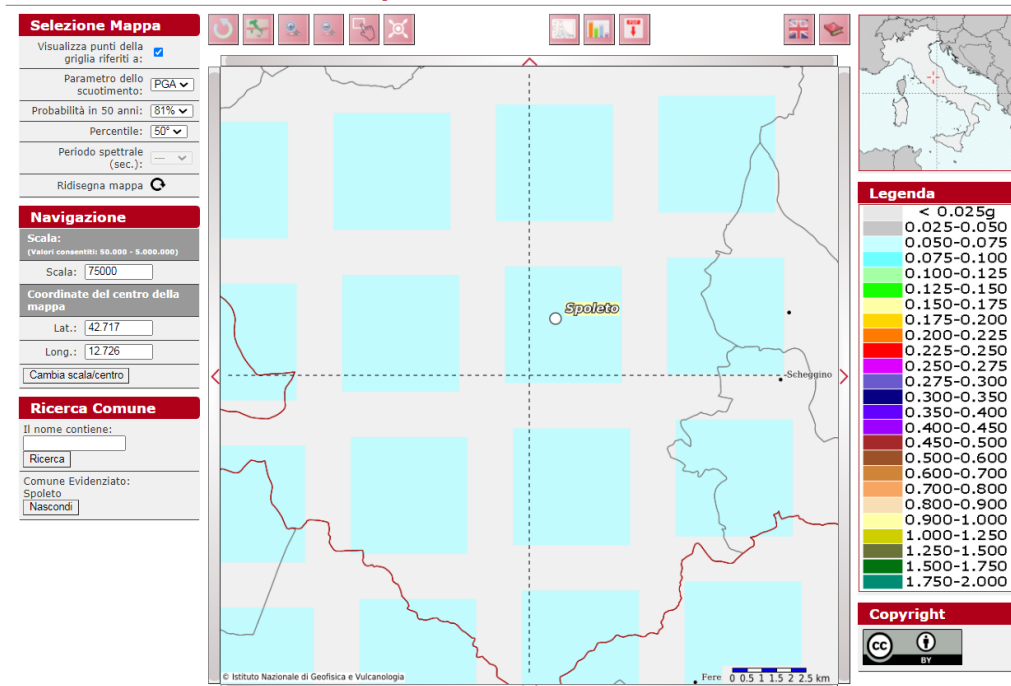 Selezione Mappa
Visualizza punti della
griglia riferiti a:
Parametro dello
scuotimento: PGA
Probabilità in 50 anni: 81%
Percentile: 50°
Periodo spettrale
(sec.): ---
Ridisegna mappa
Navigazione
Scala:
(Valori consentiti: 50.000 - 5.000.000)
Scala: 75000
Coordinate del centro della
mappa
Lat.: 42.717
Long.: 12.726
Cambia scala/centro
Ricerca Comune
Il nome contiene:
Ricerca
Comune Evidenziato:
Spoleto
Nascondi
PDF
Spoleto
Scheggino
Fere
0 0.5 1 1.5 2 2.5 km
© Istituto Nazionale di Geofisica e Vulcanologia
Legenda
< 0.025g
0.025-0.050
0.050-0.075
0.075-0.100
0.100-0.125
0.125-0.150
0.150-0.175
0.175-0.200
0.200-0.225
0.225-0.250
0.250-0.275
0.275-0.300
0.300-0.350
0.350-0.400
0.400-0.450
0.450-0.500
0.500-0.600
0.600-0.700
0.700-0.800
0.800-0.900
0.900-1.000
1.000-1.250
1.250-1.500
1.500-1.750
1.750-2.000
Copyright
cc
BY